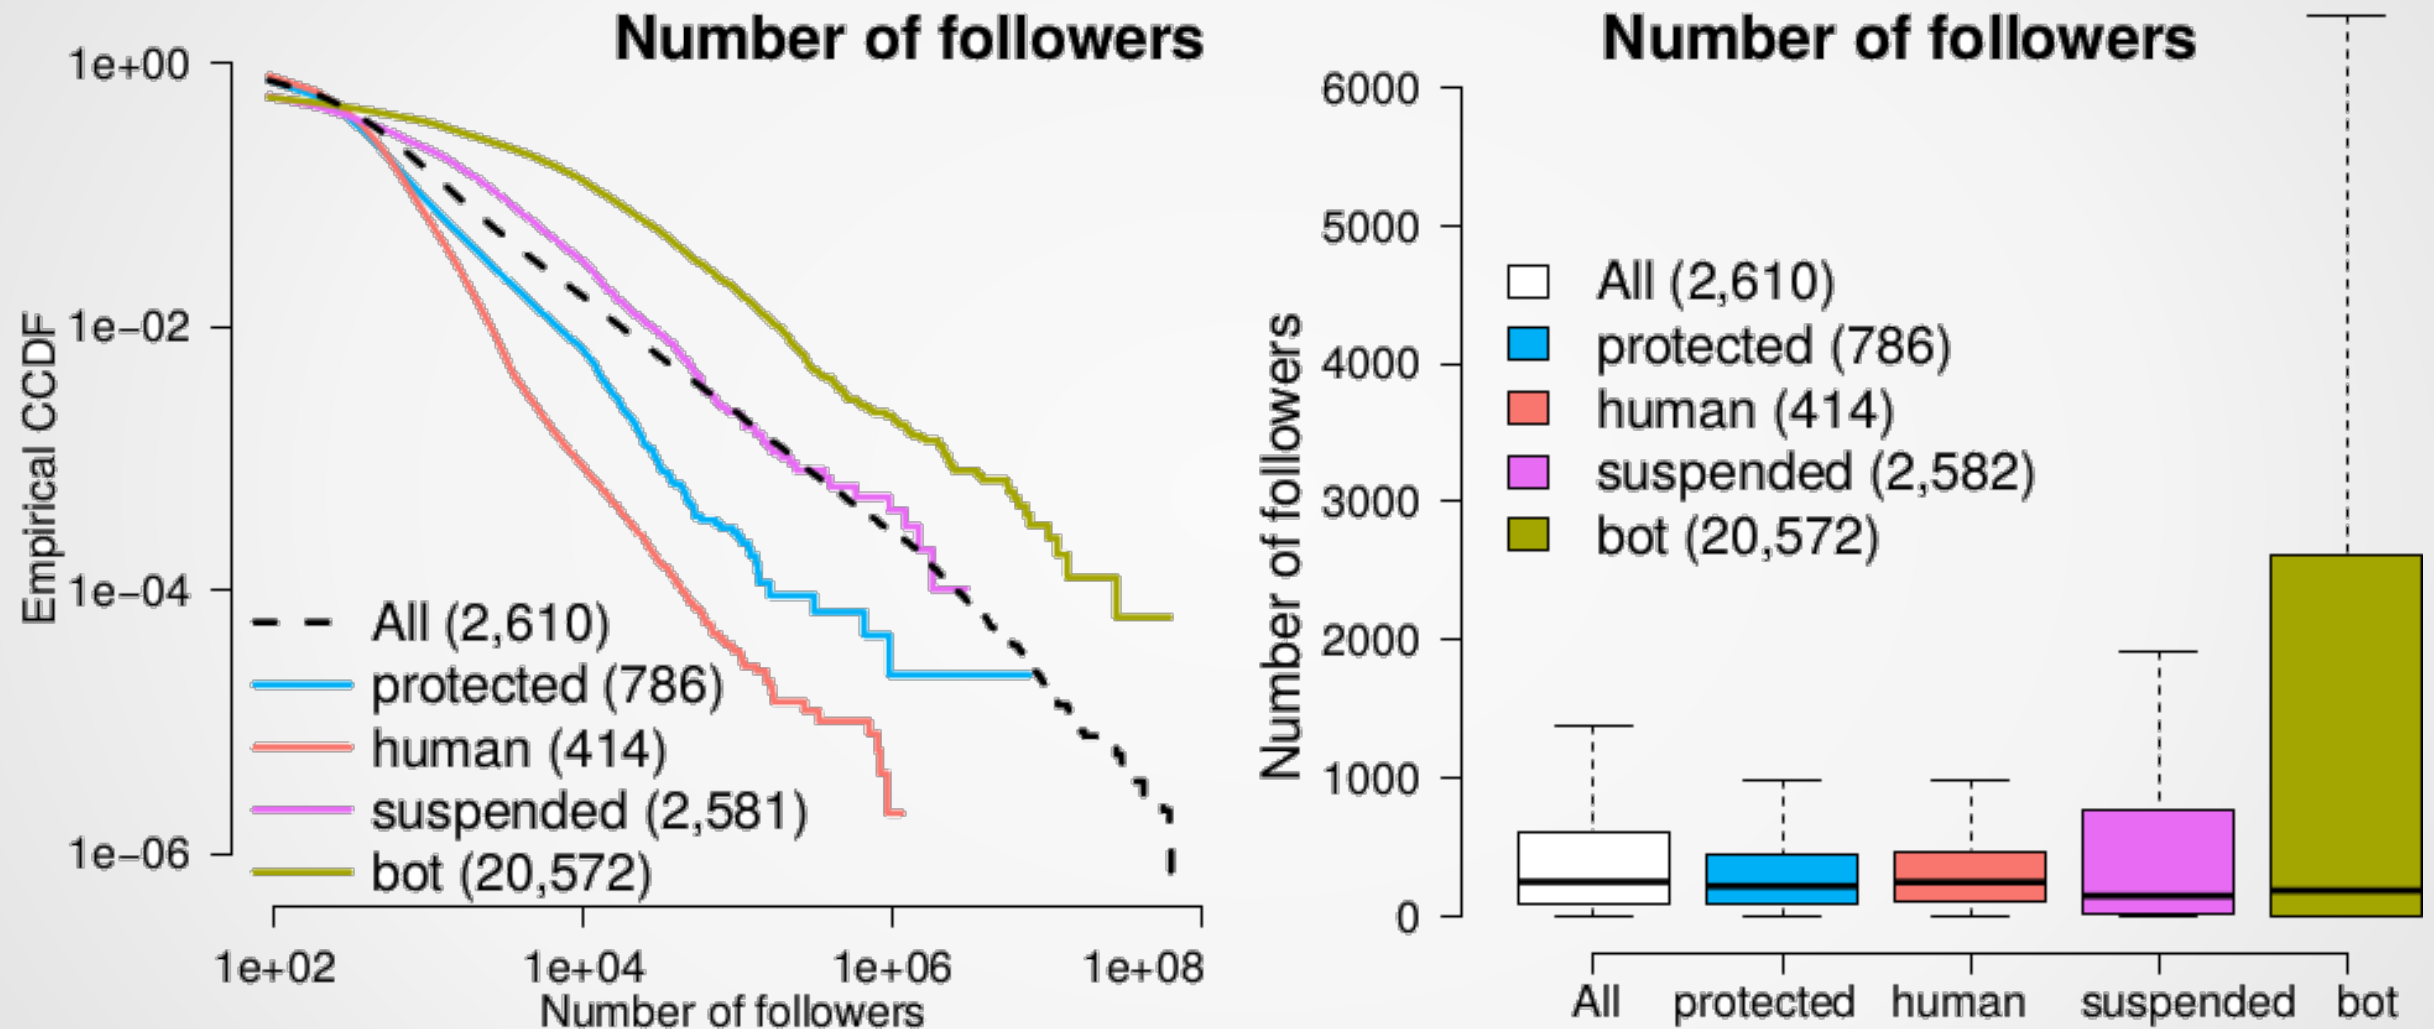 Number of followers
1e+00
1e−02
1e−04
1e−06
Empirical CCDF
All (2,610)
protected (786)
human (414)
suspended (2,581)
bot (20,572)
1e+02
1e+04
1e+06
1e+08
Number of followers
Number of followers
6000
5000
4000
3000
2000
1000
0
Number of followers
All (2,610)
protected (786)
human (414)
suspended (2,582)
bot (20,572)
All
protected
human
suspended
bot